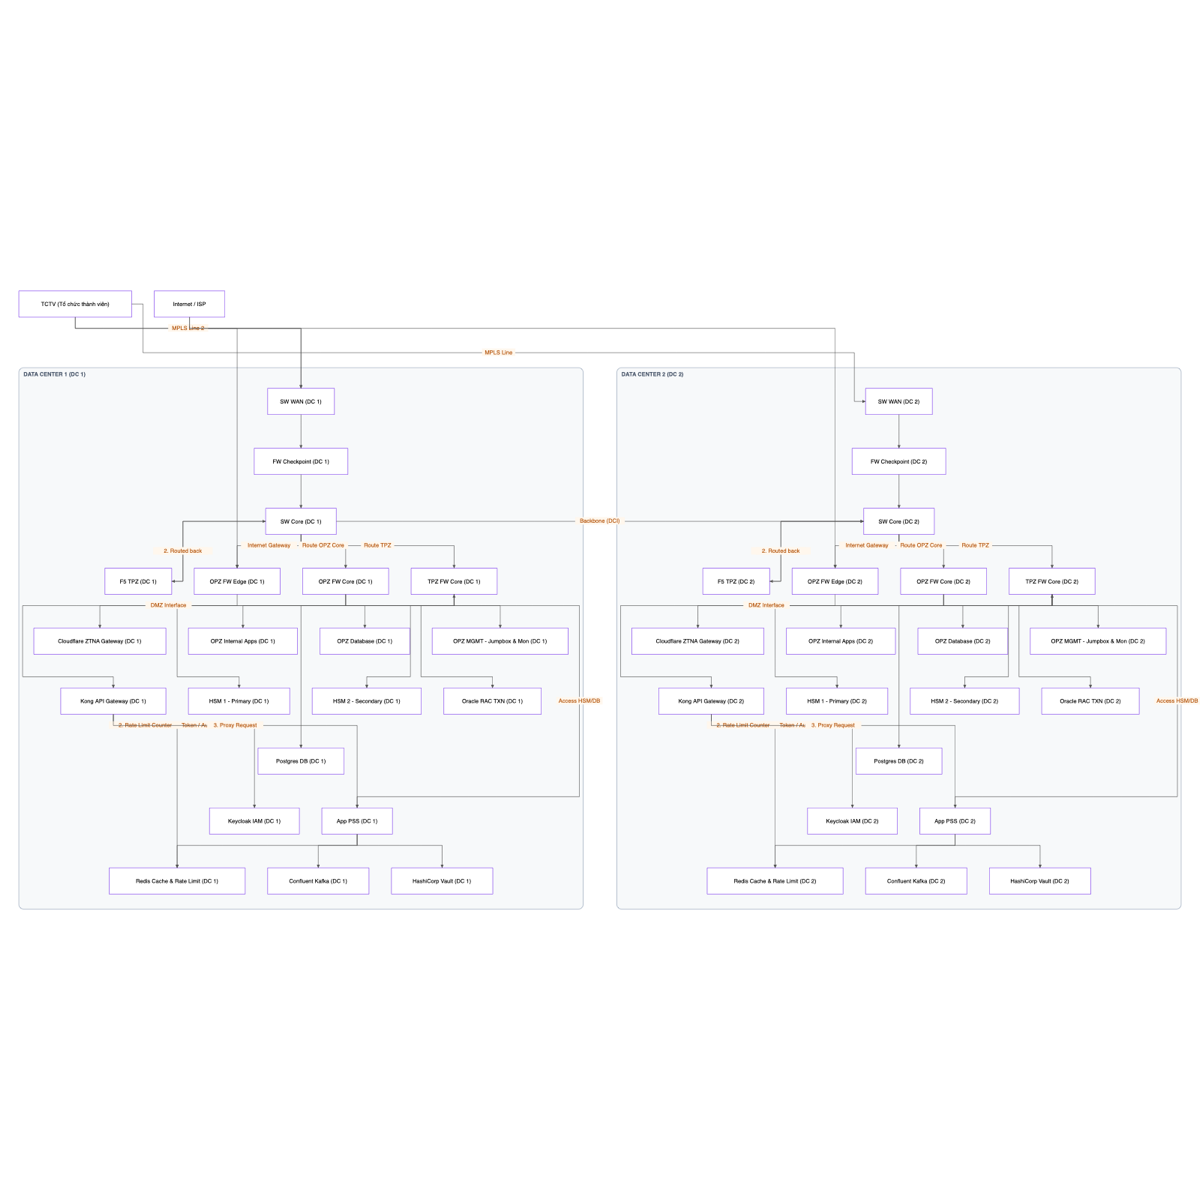 TCTV (Tổ chức thành viên)
Internet / ISP
MPLS Line 2
MPLS Line
DATA CENTER 1 (DC 1)
SW WAN (DC 1)
FW Checkpoint (DC 1)
SW Core (DC 1)
Backbone (DCI)
Internet Gateway
Route OPZ Core
Route TPZ
2. Routed back
F5 TPZ (DC 1)
OPZ FW Edge (DC 1)
OPZ FW Core (DC 1)
TPZ FW Core (DC 1)
DMZ Interface
Cloudflare ZTNA Gateway (DC 1)
OPZ Internal Apps (DC 1)
OPZ Database (DC 1)
OPZ MGMT - Jumpbox & Mon (DC 1)
Kong API Gateway (DC 1)
HSM 1 - Primary (DC 1)
HSM 2 - Secondary (DC 1)
Oracle RAC TXN (DC 1)
Access HSM/DB
2. Rate Limit Counter
Token / Au
3. Proxy Request
Postgres DB (DC 1)
Keycloak IAM (DC 1)
App PSS (DC 1)
Redis Cache & Rate Limit (DC 1)
Confluent Kafka (DC 1)
HashiCorp Vault (DC 1)
DATA CENTER 2 (DC 2)
SW WAN (DC 2)
FW Checkpoint (DC 2)
SW Core (DC 2)
Internet Gateway
Route OPZ Core
Route TPZ
2. Routed back
F5 TPZ (DC 2)
OPZ FW Edge (DC 2)
OPZ FW Core (DC 2)
TPZ FW Core (DC 2)
DMZ Interface
Cloudflare ZTNA Gateway (DC 2)
OPZ Internal Apps (DC 2)
OPZ Database (DC 2)
OPZ MGMT - Jumpbox & Mon (DC 2)
Kong API Gateway (DC 2)
HSM 1 - Primary (DC 2)
HSM 2 - Secondary (DC 2)
Oracle RAC TXN (DC 2)
Access HSM/DB
2. Rate Limit Counter
Token / Au
3. Proxy Request
Postgres DB (DC 2)
Keycloak IAM (DC 2)
App PSS (DC 2)
Redis Cache & Rate Limit (DC 2)
Confluent Kafka (DC 2)
HashiCorp Vault (DC 2)